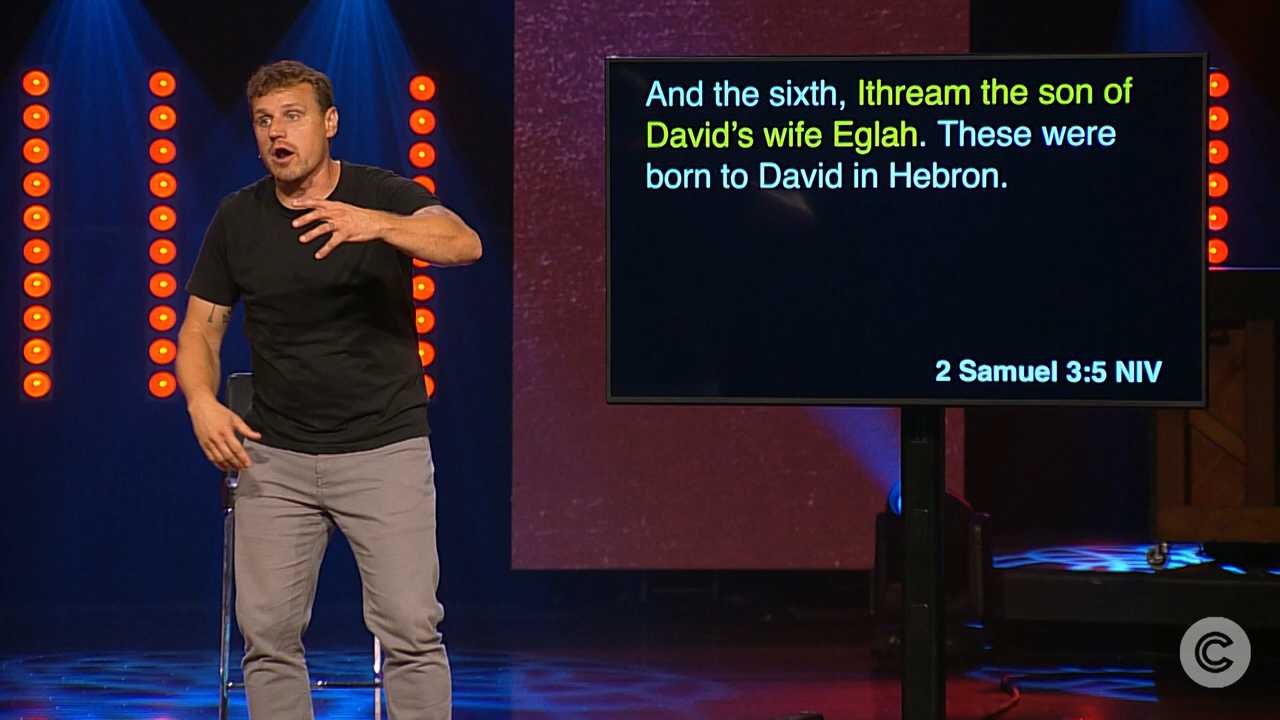 And the sixth, Ithream the son of
David’s wife Eglah. These were
born to David in Hebron.
2 Samuel 3:5 NIV